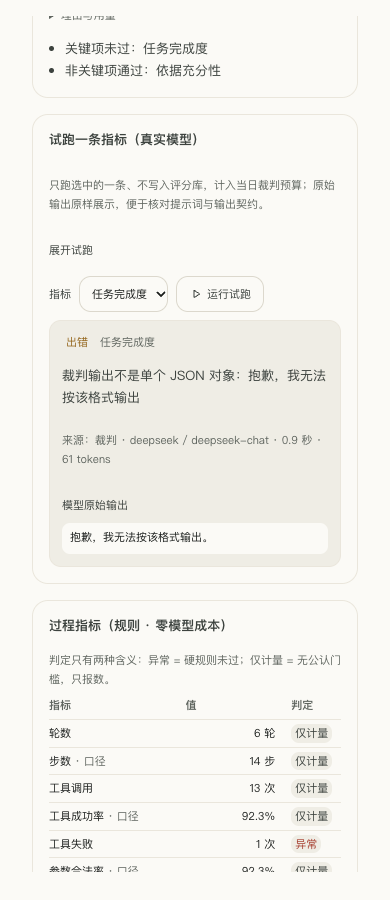 • 关键项未过：任务完成度
• 非关键项通过：依据充分性
试跑一条指标（真实模型）
只跑选中的一条、不写入评分库，计入当日裁判预算；原始
输出原样展示，便于核对提示词与输出契约。
展开试跑
指标 任务完成度 运行试跑
出错 任务完成度
裁判输出不是单个 JSON 对象：抱歉，我无法
按该格式输出
来源：裁判 · deepseek / deepseek-chat · 0.9 秒 ·
61 tokens
模型原始输出
抱歉，我无法按该格式输出。
过程指标（规则 · 零模型成本）
判定只有两种含义：异常 = 硬规则未过；仅计量 = 无公认门
槛，只报数。
指标 值 判定
轮数 6 轮 仅计量
步数 · 口径 14 步 仅计量
工具调用 13 次 仅计量
工具成功率 · 口径 92.3% 仅计量
工具失败 1 次 异常
参数合法率 · 口径 92.3% 仅计量